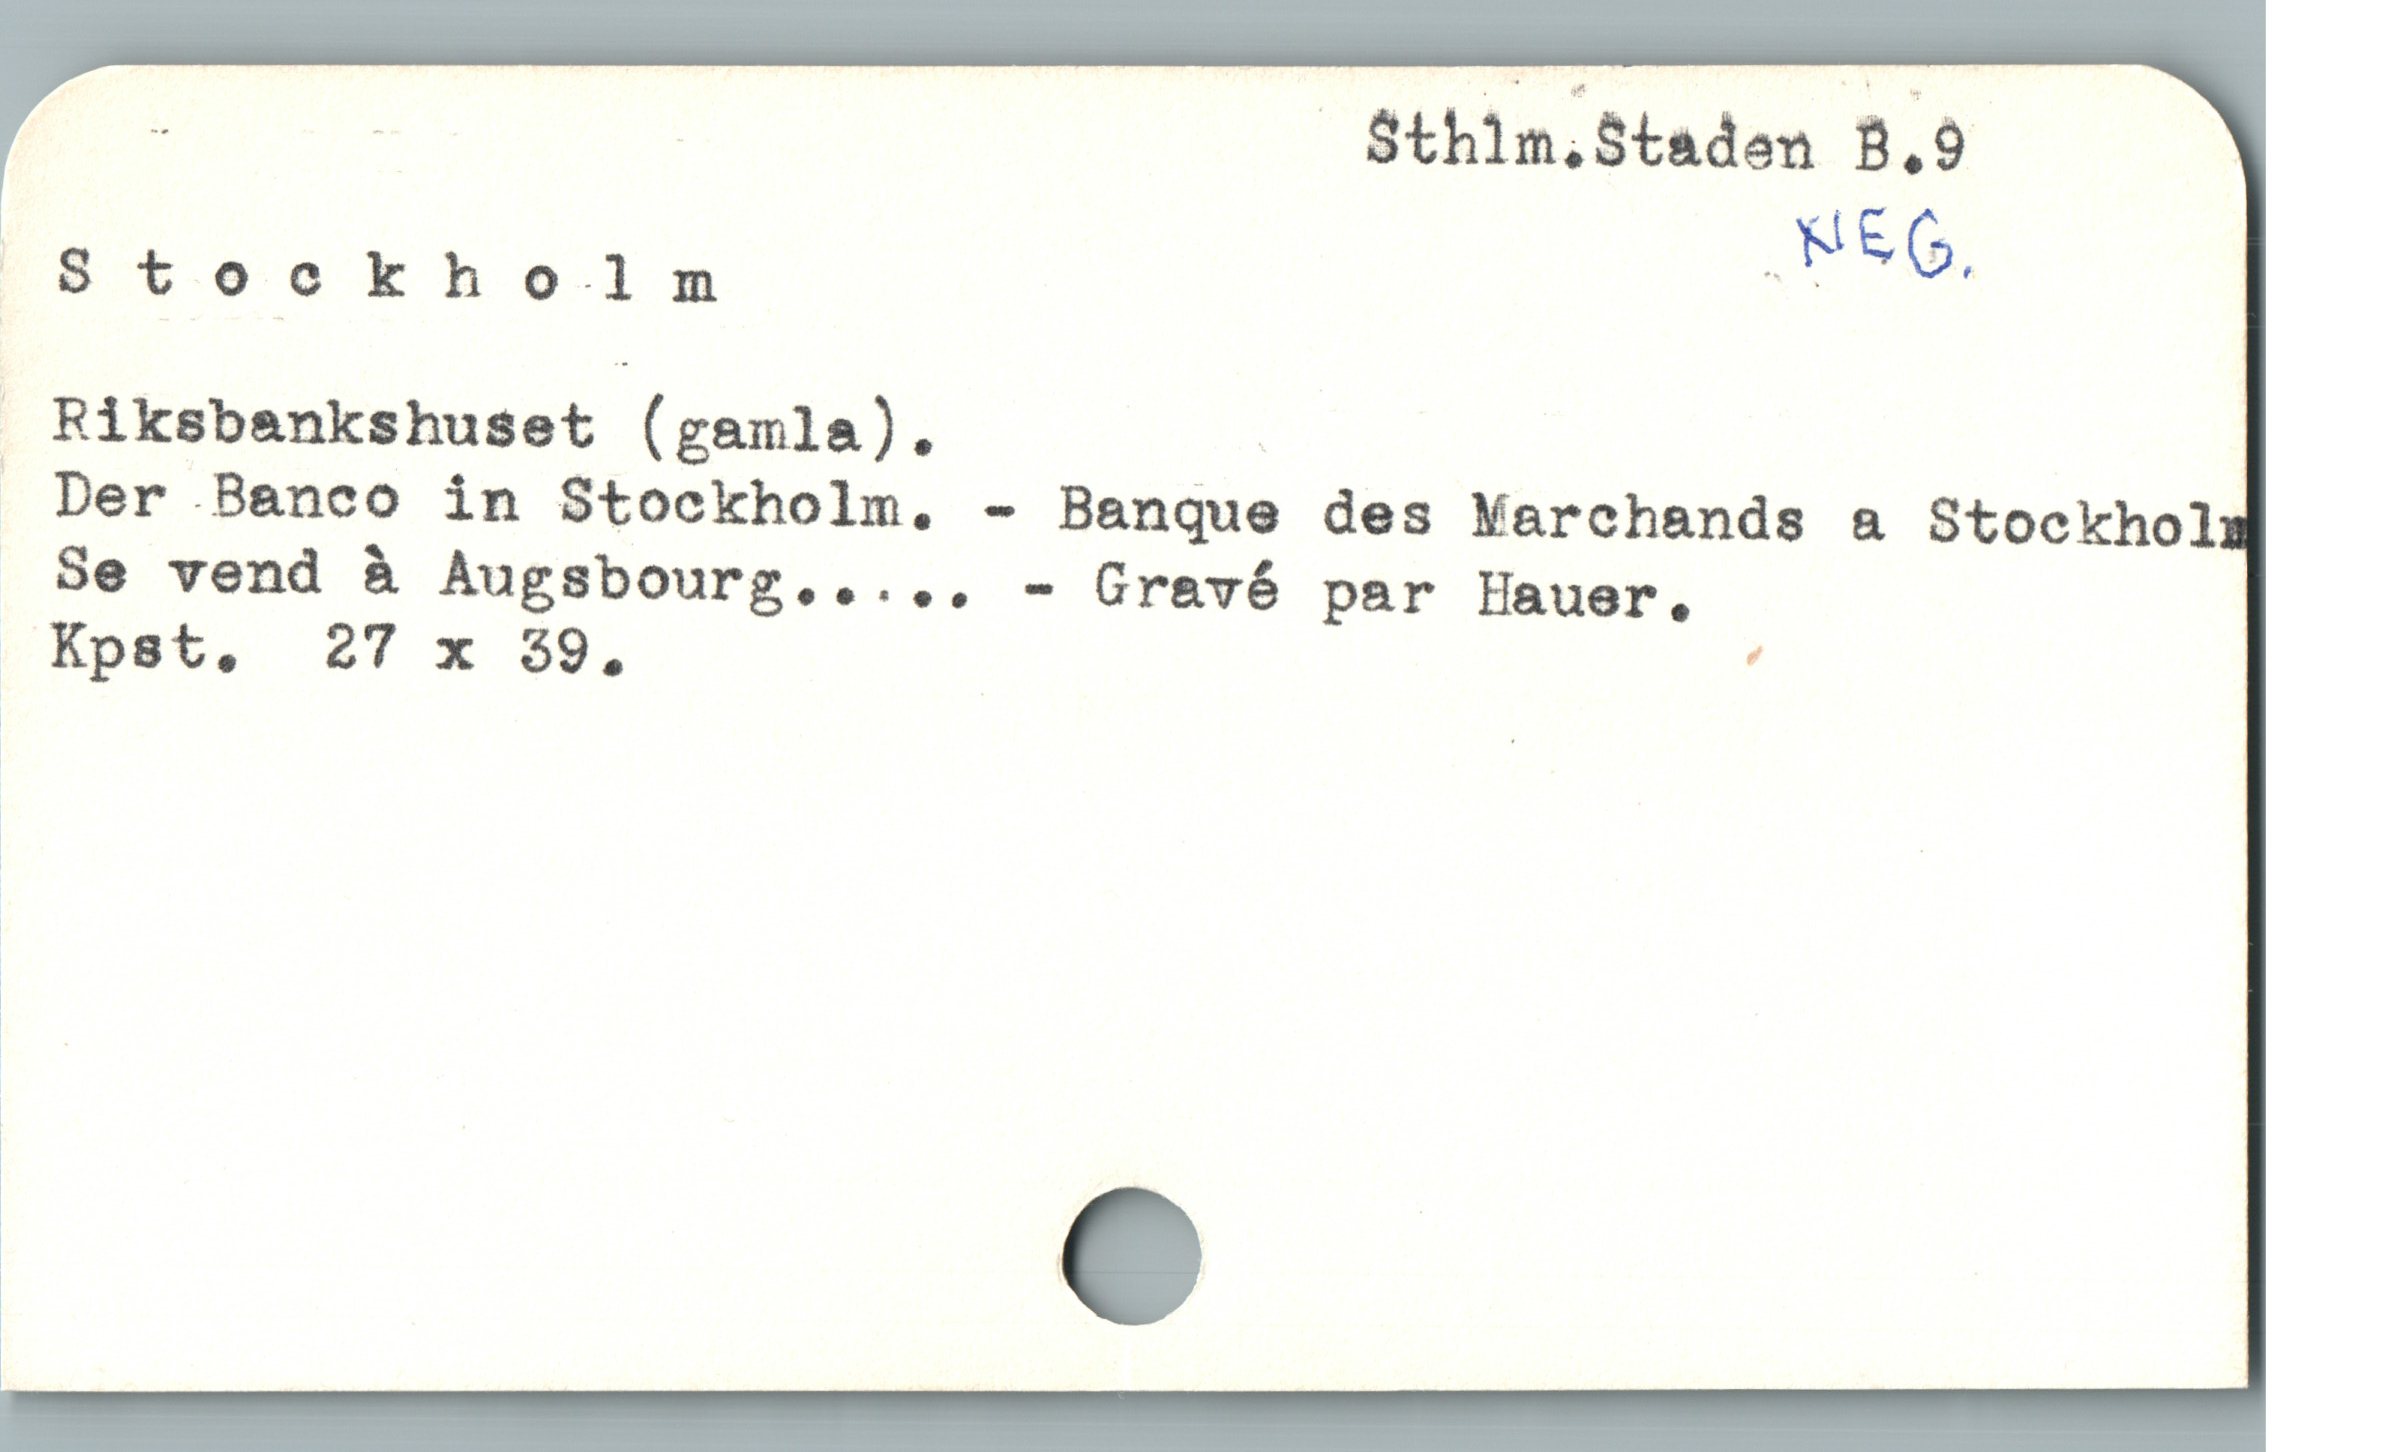 Sthlm.Staden B.9
NEG.
S t o c k h o l m
Riksbankshuset (gamla).
Der Banco in Stockholm. - Banque des Marchands a Stockholm
Se vend à Augsbourg..... - Gravé par Hauer.
Kpst. 27 x 39.